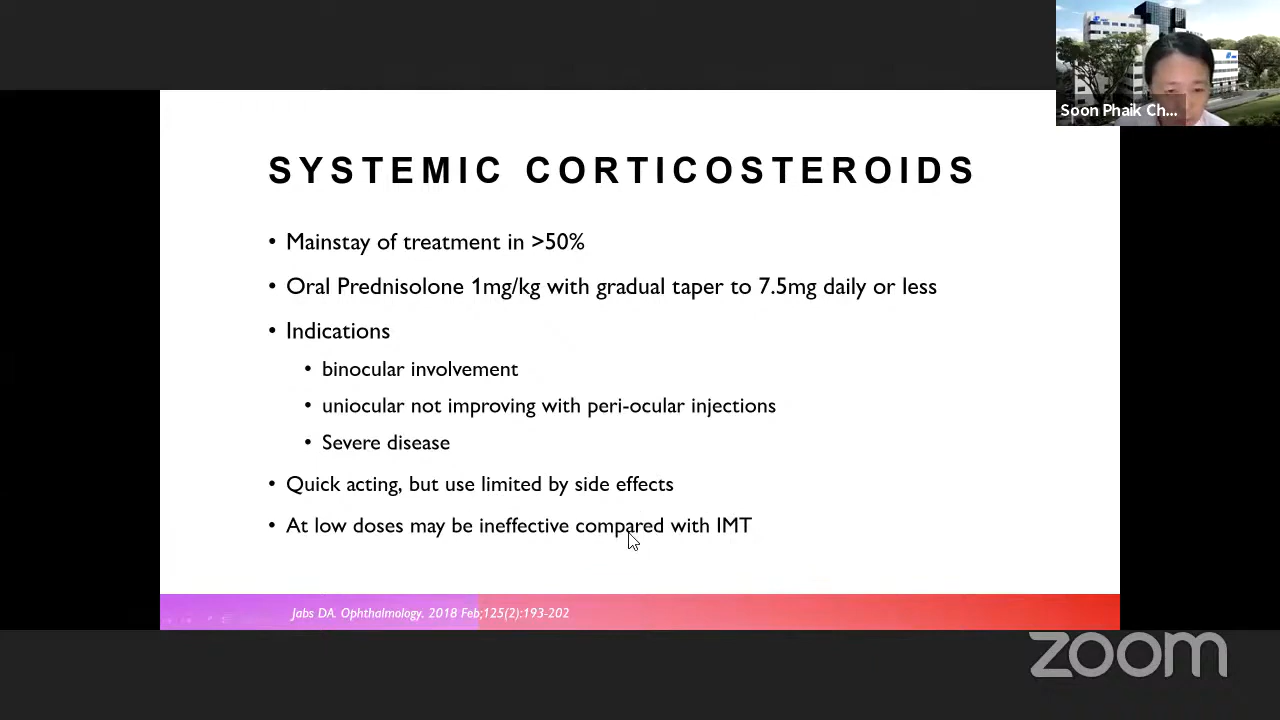 Soon Phaik Ch...
SYSTEMIC CORTICOSTEROIDS
• Mainstay of treatment in >50%
• Oral Prednisolone 1mg/kg with gradual taper to 7.5mg daily or less
• Indications
• binocular involvement
• uniocular not improving with peri-ocular injections
• Severe disease
• Quick acting, but use limited by side effects
• At low doses may be ineffective compared with IMT
Jabs DA. Ophthalmology. 2018 Feb;125(2):193-202
zoom